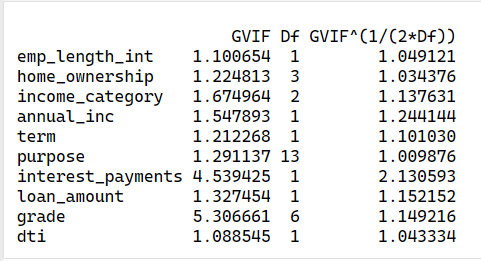 GVIF Df GVIF^(1/(2*Df))
emp_length_int 1.100654 1 1.049121
home_ownership 1.224813 3 1.034376
income_category 1.674964 2 1.137631
annual_inc 1.547893 1 1.244144
term 1.212268 1 1.101030
purpose 1.291137 13 1.009876
interest_payments 4.539425 1 2.130593
loan_amount 1.327454 1 1.152152
grade 5.306661 6 1.149216
dti 1.088545 1 1.043334